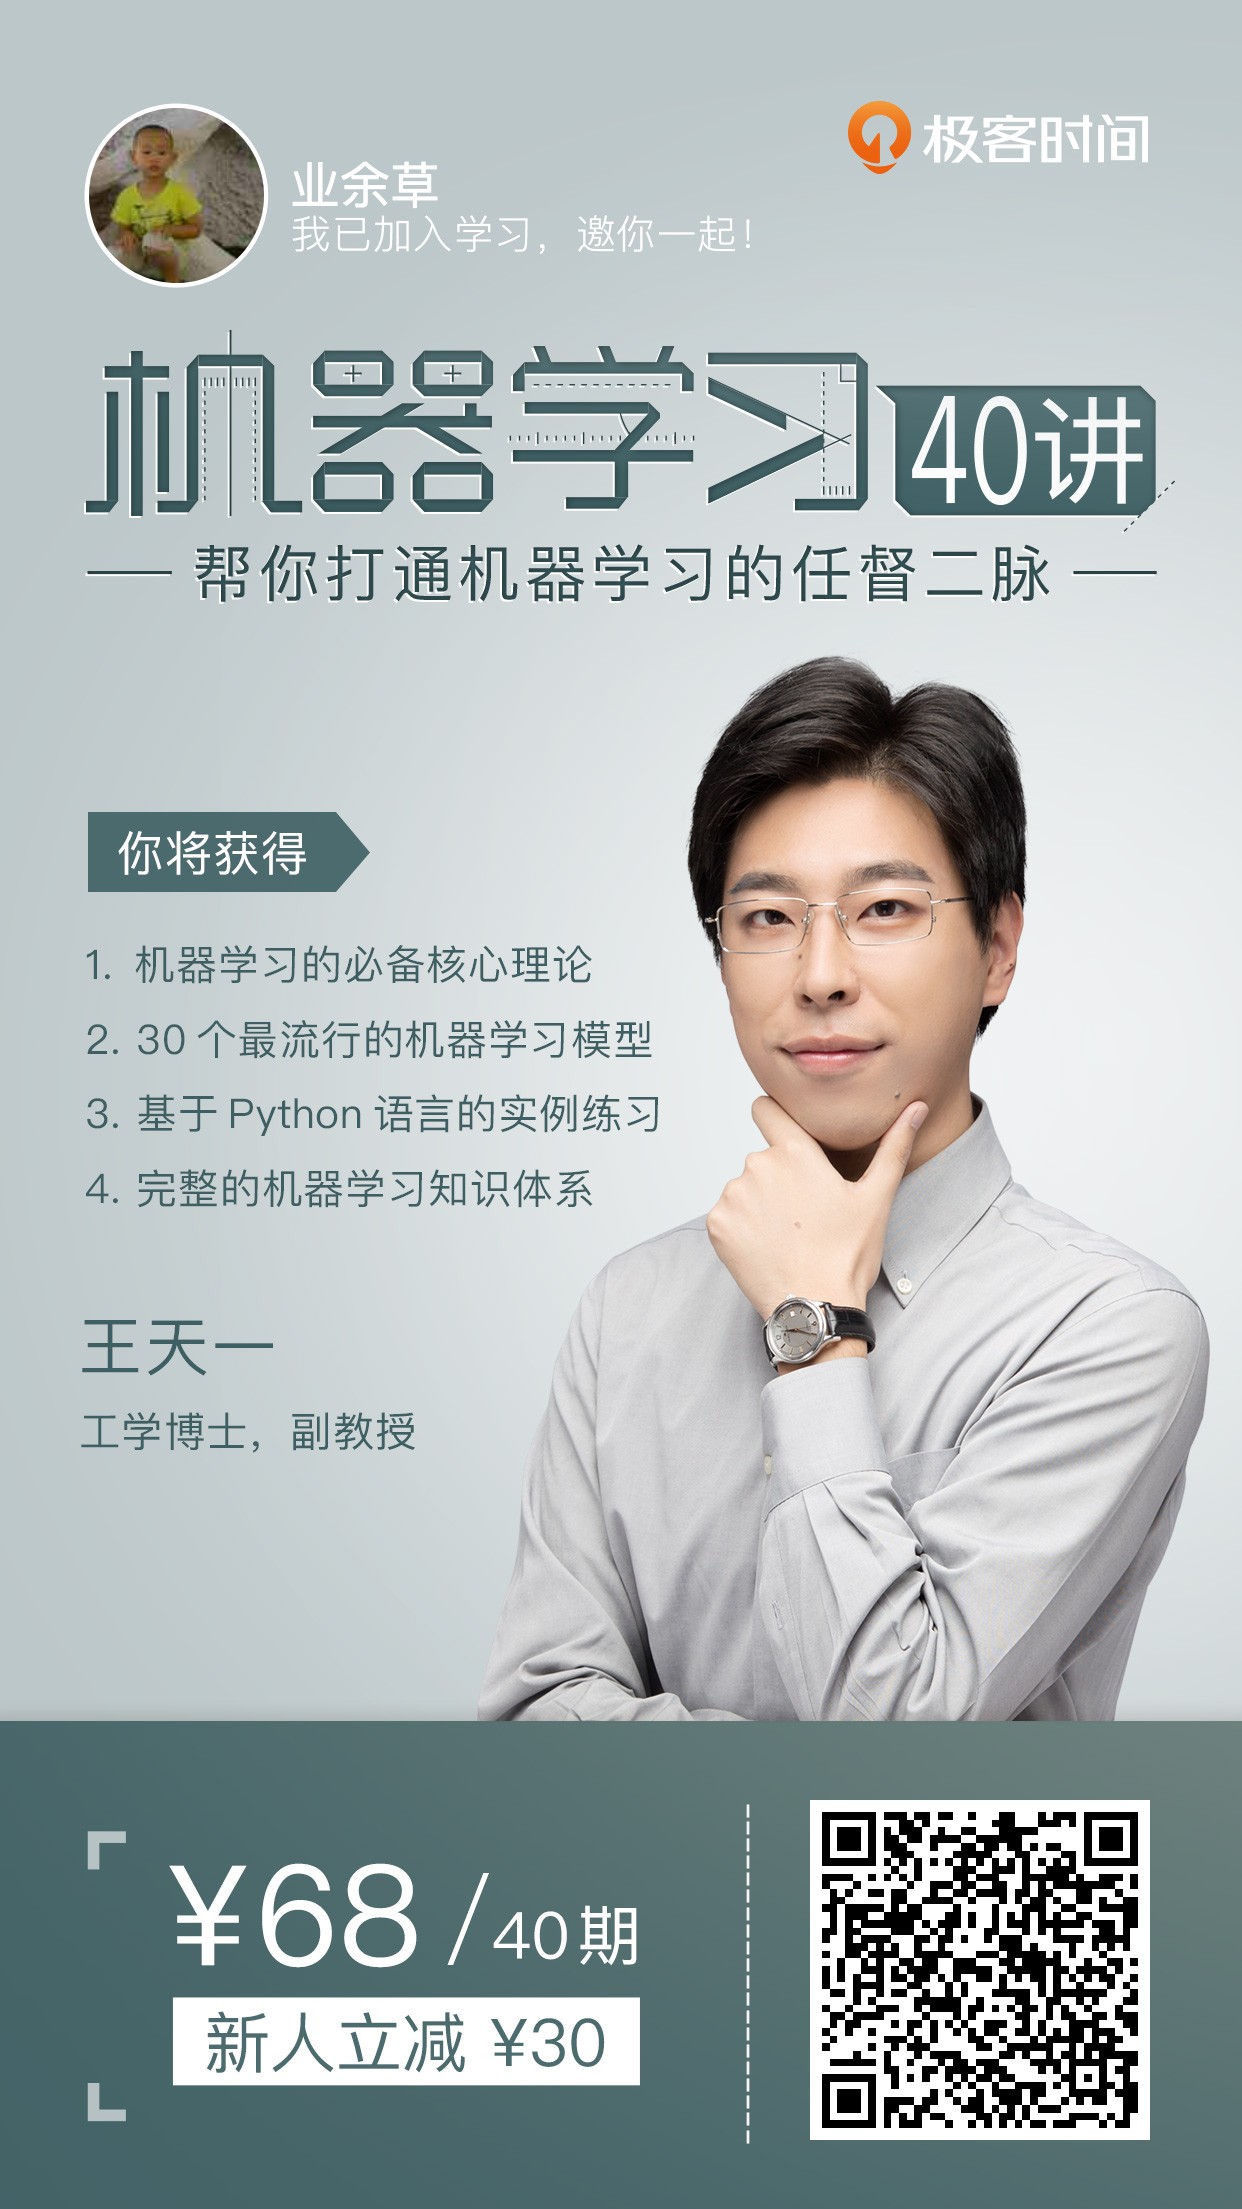 极客时间
业余草
我已加入学习，邀你一起！
机器学习 40讲
帮你打通机器学习的任督二脉
你将获得
1. 机器学习的必备核心理论
2. 30 个最流行的机器学习模型
3. 基于 Python 语言的实例练习
4. 完整的机器学习知识体系
王天一
工学博士，副教授
¥68 / 40 期
新人立减 ¥30